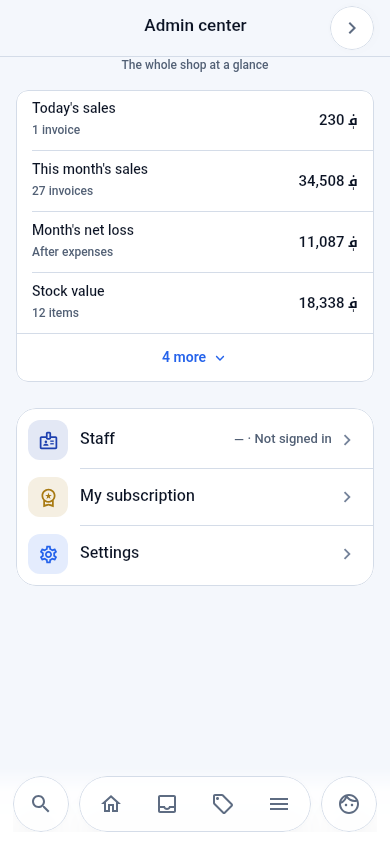 Admin center
The whole shop at a glance
Today's sales
1 invoice
230 ؋
This month's sales
27 invoices
34,508 ؋
Month's net loss
After expenses
11,087 ؋
Stock value
12 items
18,338 ؋
4 more
Staff
— · Not signed in
My subscription
Settings